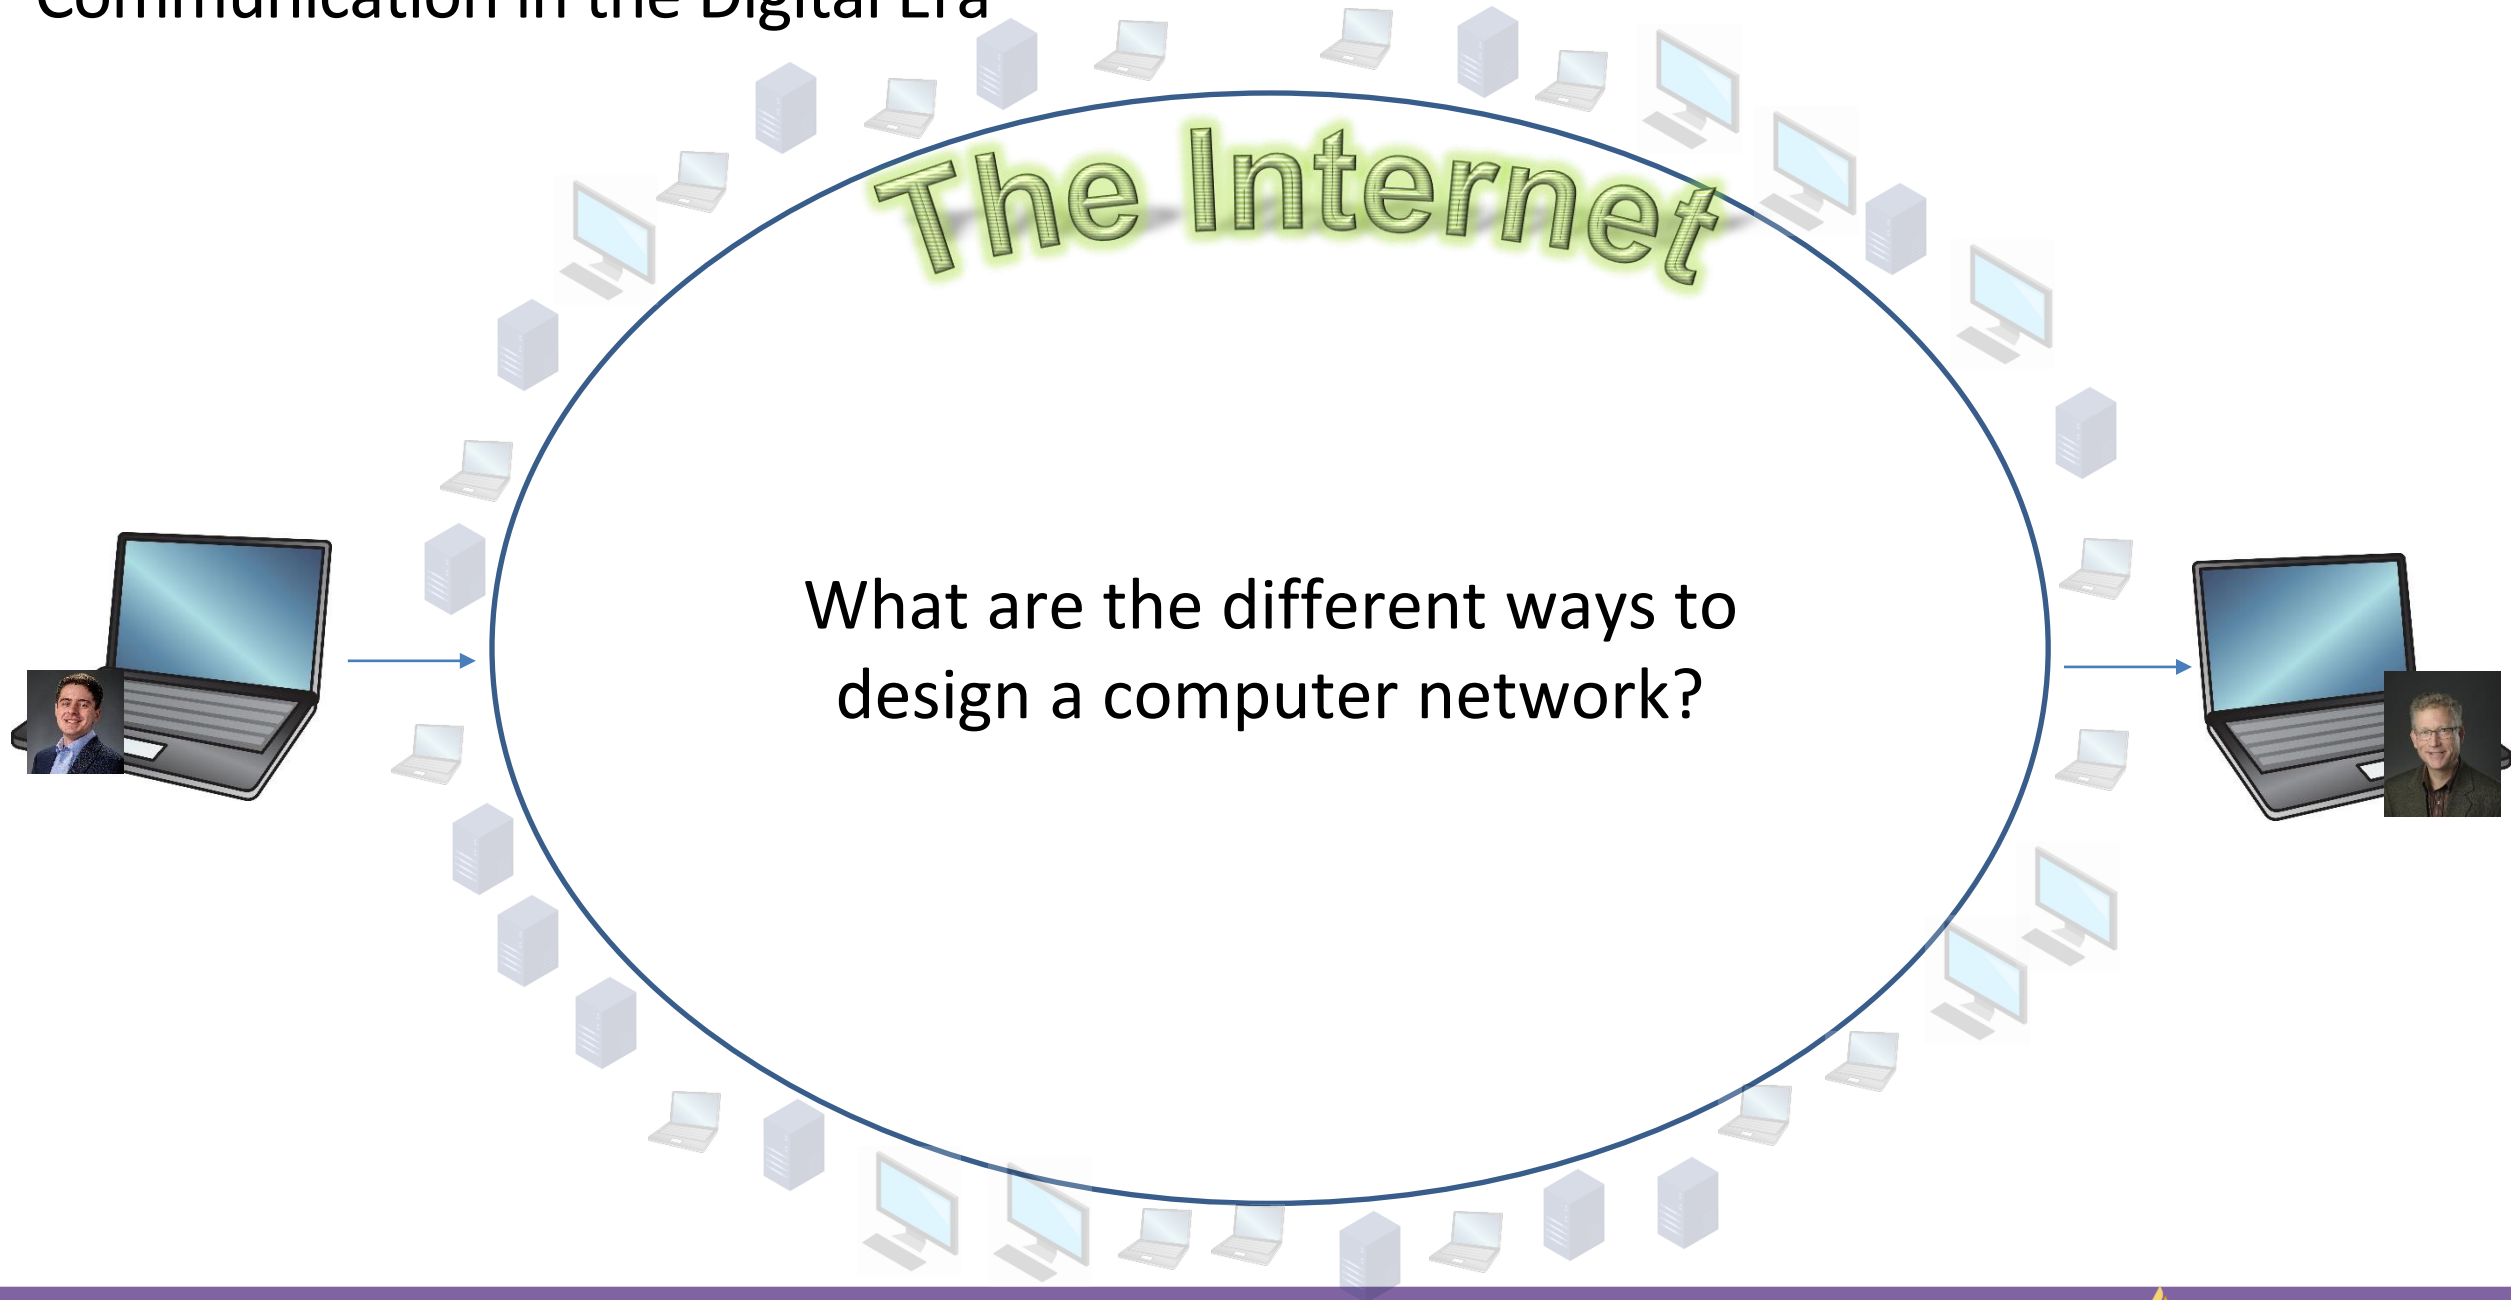 Communication in the Digital Era
The Internet
What are the different ways to
design a computer network?